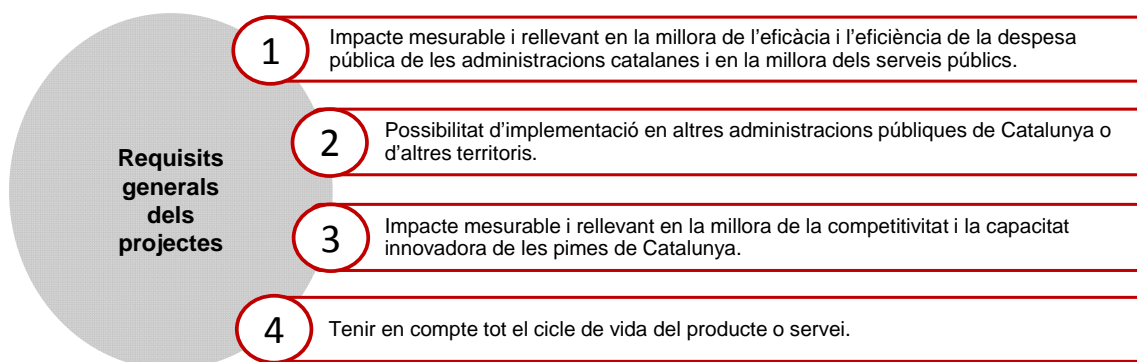 Requisits
generals
dels
projectes
1
Impacte mesurable i rellevant en la millora de l’eficàcia i l’eficiència de la despesa
pública de les administracions catalanes i en la millora dels serveis públics.
2
Possibilitat d’implementació en altres administracions públiques de Catalunya o
d’altres territoris.
3
Impacte mesurable i rellevant en la millora de la competitivitat i la capacitat
innovadora de les pimes de Catalunya.
4
Tenir en compte tot el cicle de vida del producte o servei.